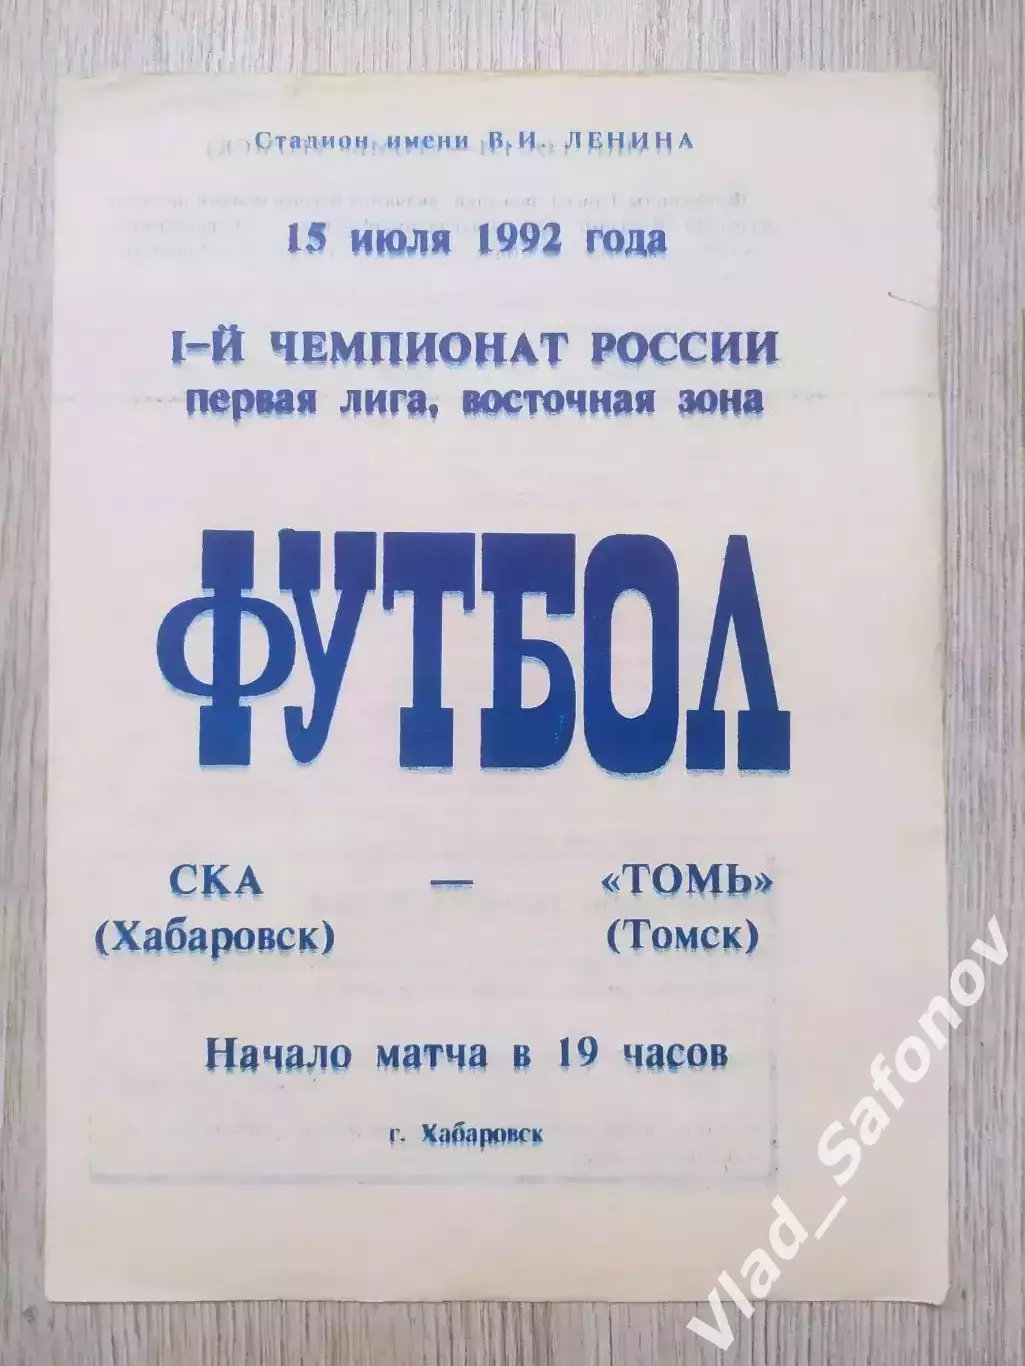 Стадион имени В.И. ЛЕНИНА
15 июля 1992 года
I-Й ЧЕМПИОНАТ РОССИИ
первая лига, восточная зона
ФУТБОЛ
СКА — «ТОМЬ»
(Хабаровск) (Томск)
Начало матча в 19 часов
г. Хабаровск
Vlad_Safonov